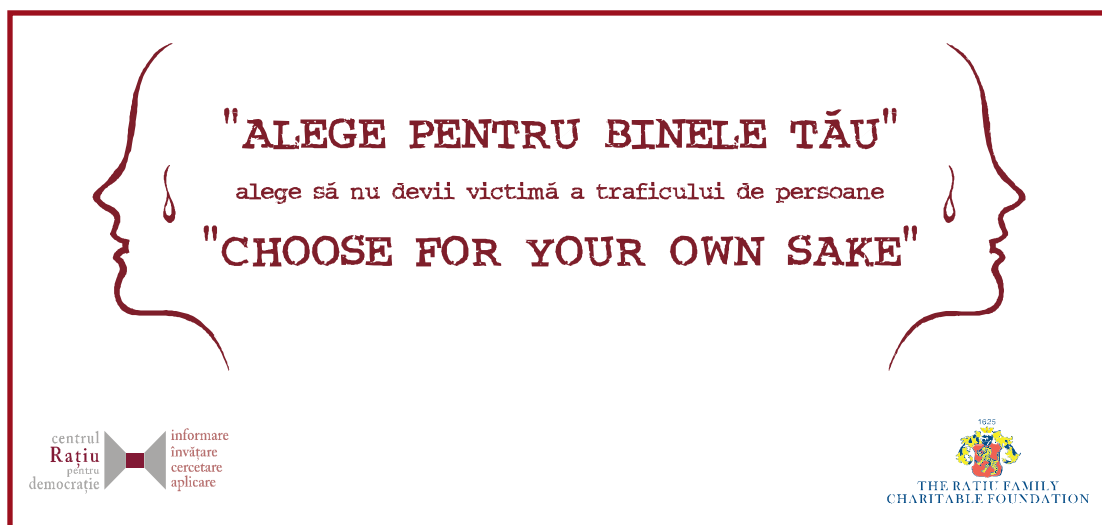 "ALEGE PENTRU BINELE TĂU"
alege să nu devii victimă a traficului de persoane
"CHOOSE FOR YOUR OWN SAKE"
centrul
Rațiu
pentru
democrație
informare
învățare
cercetare
aplicare
1625
THE RATIU FAMILY
CHARITABLE FOUNDATION